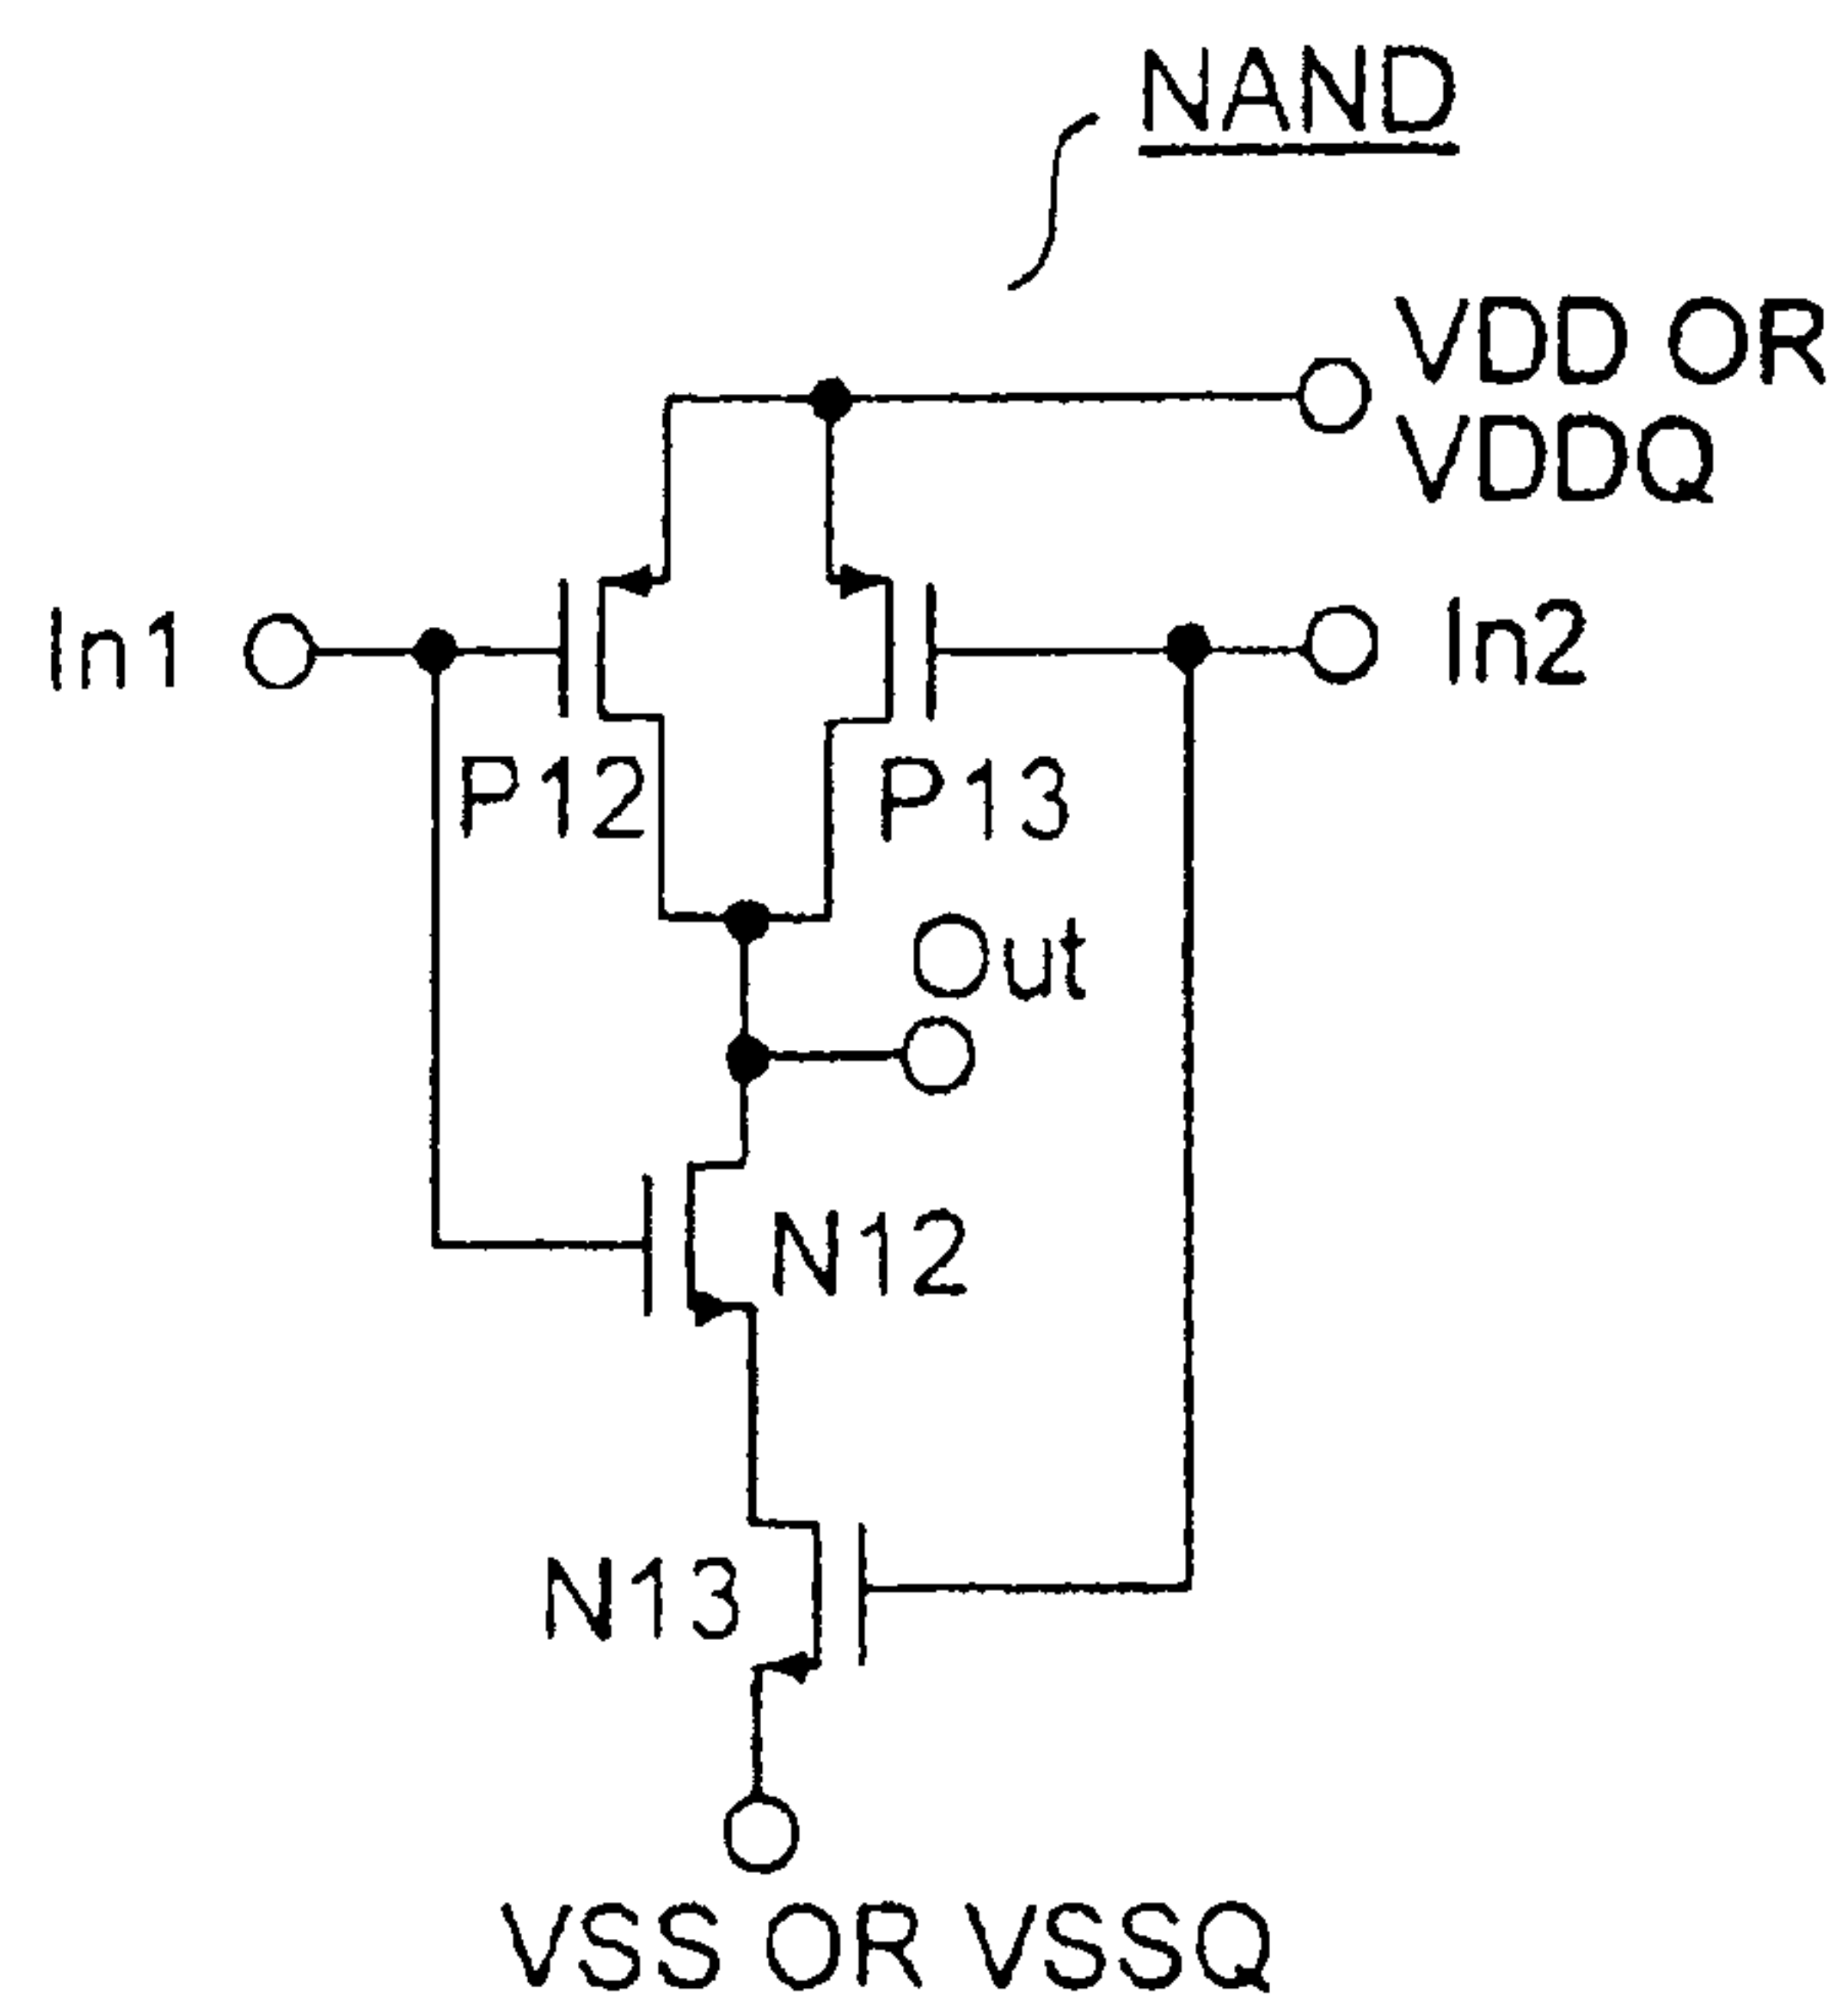 NAND
VDD OR
VDDQ
In1
In2
P12
P13
Out
N12
N13
VSS OR VSSQ